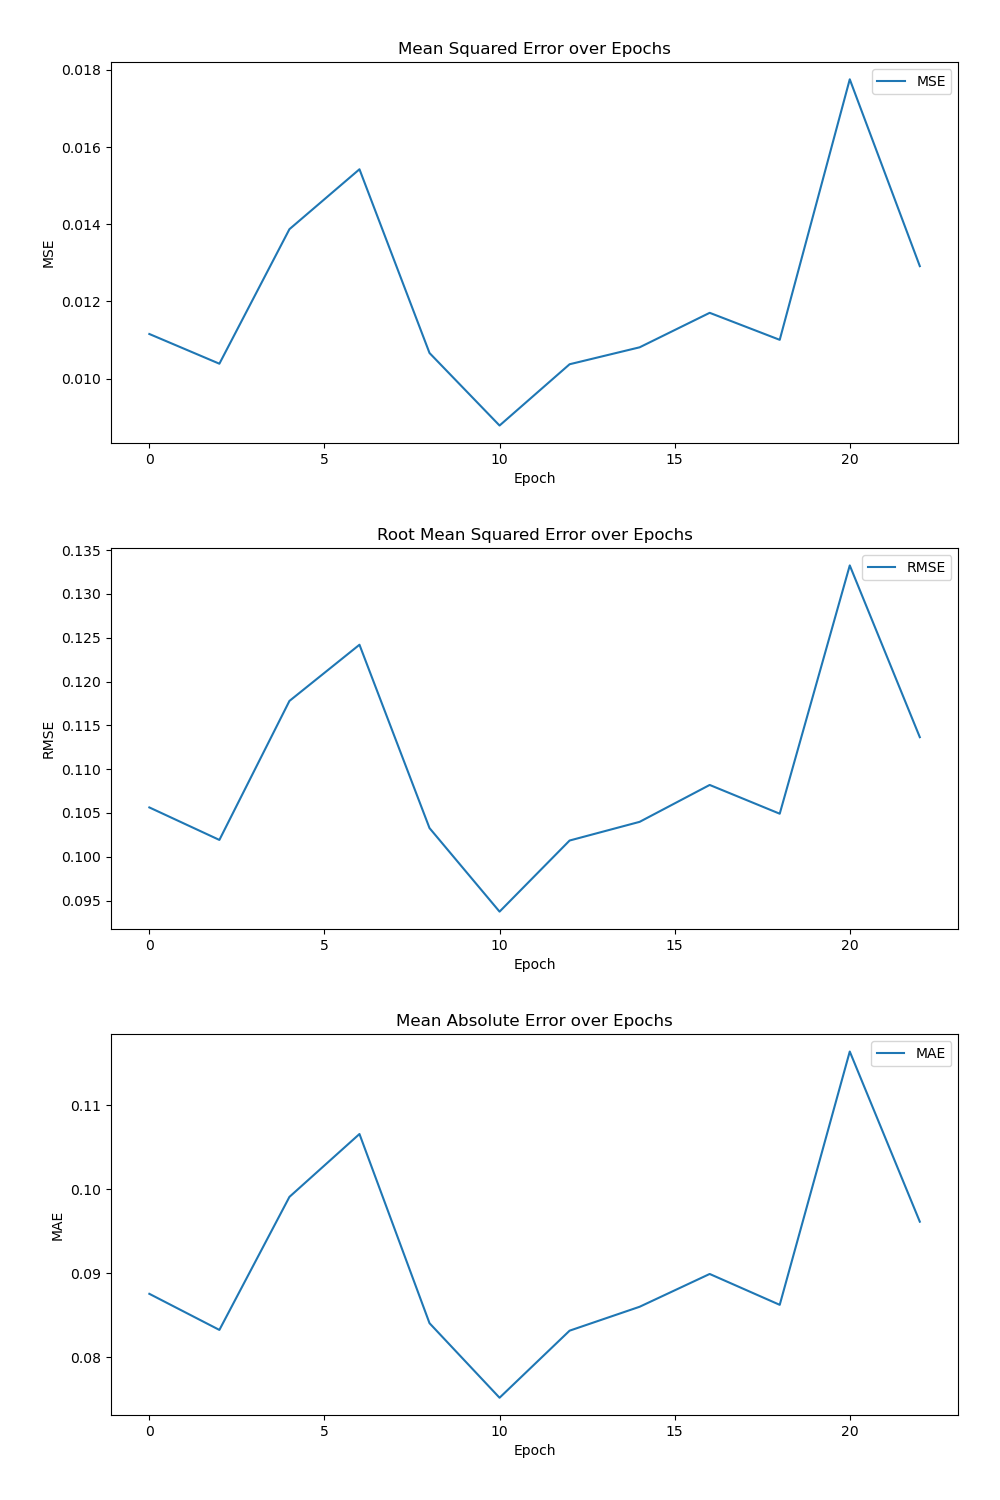 Mean Squared Error over Epochs
MSE
0.018
0.016
0.014
0.012
0.010
MSE
0 5 10 15 20
Epoch
Root Mean Squared Error over Epochs
RMSE
0.135
0.130
0.125
0.120
0.115
0.110
0.105
0.100
0.095
RMSE
0 5 10 15 20
Epoch
Mean Absolute Error over Epochs
MAE
0.11
0.10
0.09
0.08
MAE
0 5 10 15 20
Epoch